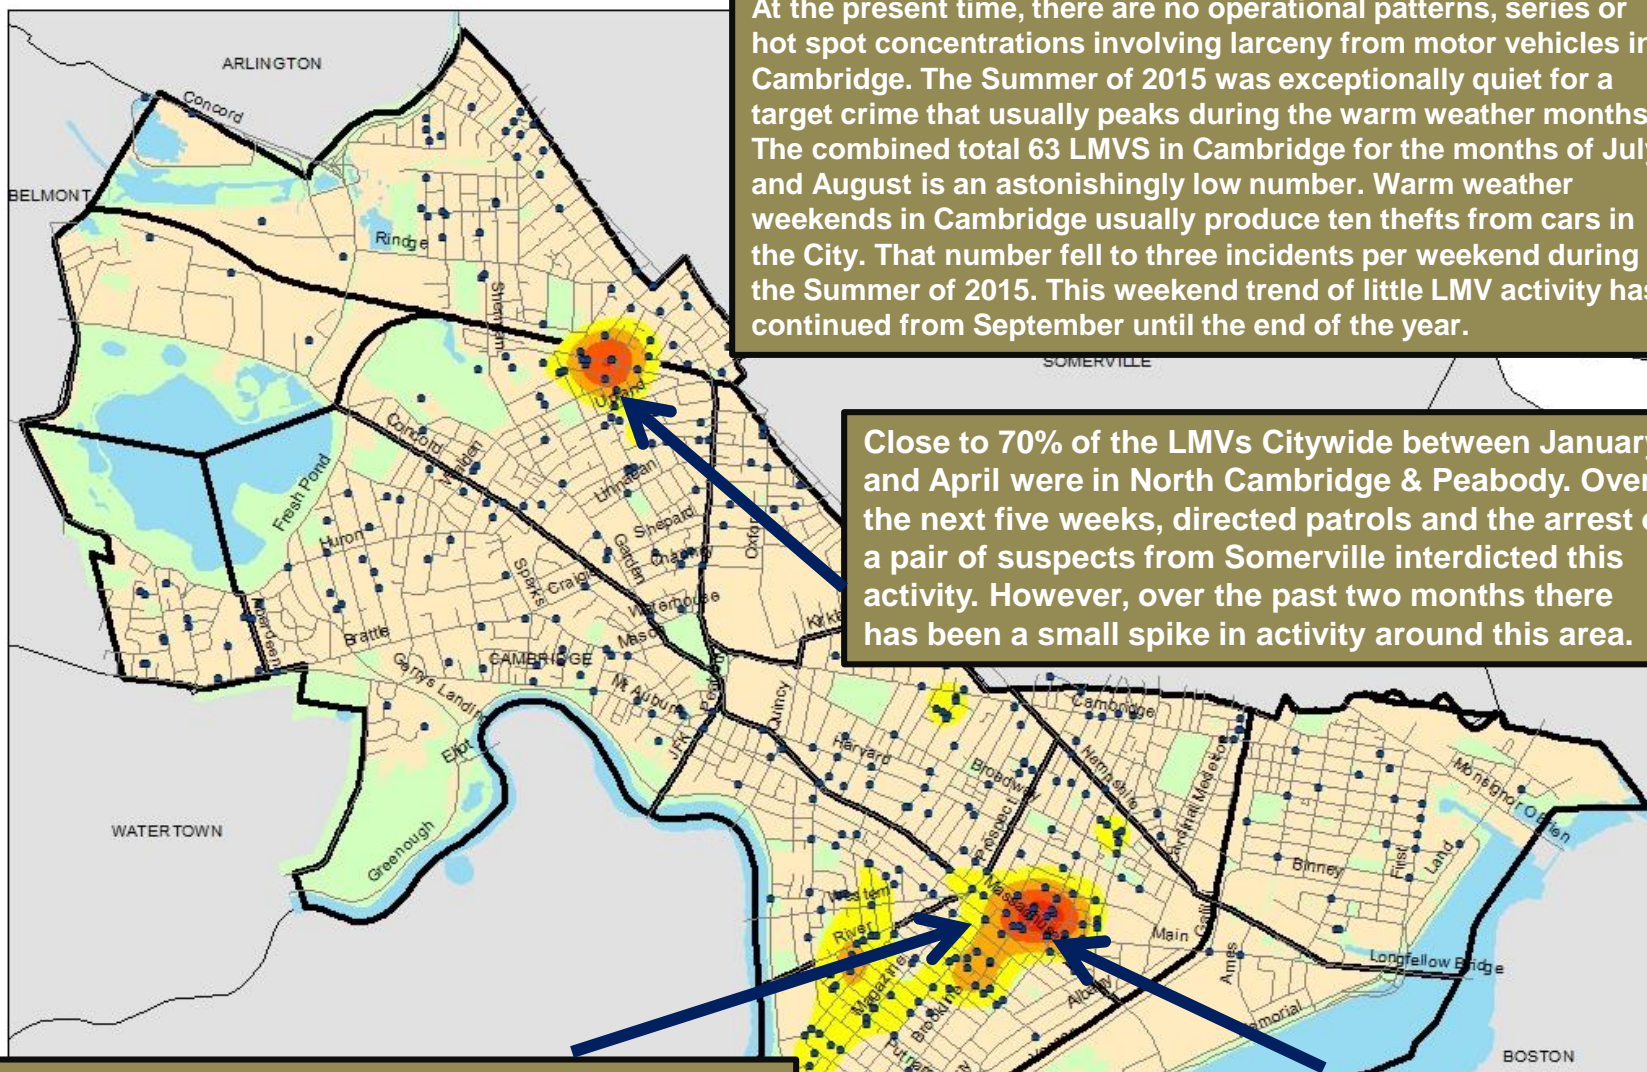 At the present time, there are no operational patterns, series or
hot spot concentrations involving larceny from motor vehicles in
Cambridge. The Summer of 2015 was exceptionally quiet for a
target crime that usually peaks during the warm weather months
The combined total 63 LMVS in Cambridge for the months of July
and August is an astonishingly low number. Warm weather
weekends in Cambridge usually produce ten thefts from cars in
the City. That number fell to three incidents per weekend during
the Summer of 2015. This weekend trend of little LMV activity has
continued from September until the end of the year.
ARLINGTON
Concord
BELMONT
Rindge
Sherman
SOMERVILLE
Upland
Close to 70% of the LMVs Citywide between January
and April were in North Cambridge & Peabody. Over
the next five weeks, directed patrols and the arrest
a pair of suspects from Somerville interdicted this
activity. However, over the past two months there
has been a small spike in activity around this area.
Concord
Walden
Linnaean
Fresh Pond
Shepard
Huron
Garden
Chauncy
Oxford
Sparks
Craigie
Waterhouse
Mason
Aberdeen
Brattle
CAMBRIDGE
Gerrys Landing
Mt Auburn
Peabody
Quincy
Cambridge
JFK
Eliot
Harvard
Broadway
Hampshire
Cardinal Medeiros
Monsignor OBrien
WATERTOWN
Greenough
Prospect
Binney
First
Land
Western
Massachusetts
River
Main
Galileo
Ames
Longfellow Bridge
Magazine
Brookline
Albany
Memorial
Putnam
Vassar
BOSTON